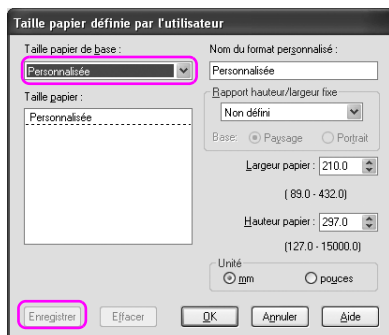 Taille papier définie par l'utilisateur
Taille papier de base :
Personnalisée
Taille papier :
Personnalisée
Nom du format personnalisé :
Personnalisée
Rapport hauteur/largeur fixe
Non défini
Base: Paysage Portrait
Largeur papier : 210.0
( 89.0 - 432.0)
Hauteur papier : 297.0
(127.0 - 15000.0)
Unité
mm pouces
Enregistrer Effacer OK Annuler Aide